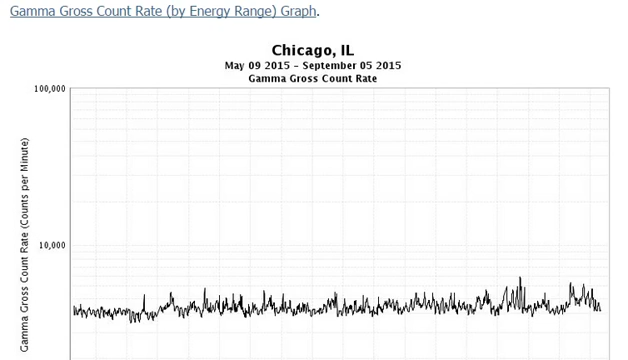 Gamma Gross Count Rate (by Energy Range) Graph.
Chicago, IL
May 09 2015 - September 05 2015
Gamma Gross Count Rate
100,000
Gamma Gross Count Rate (Counts per Minute)
10,000